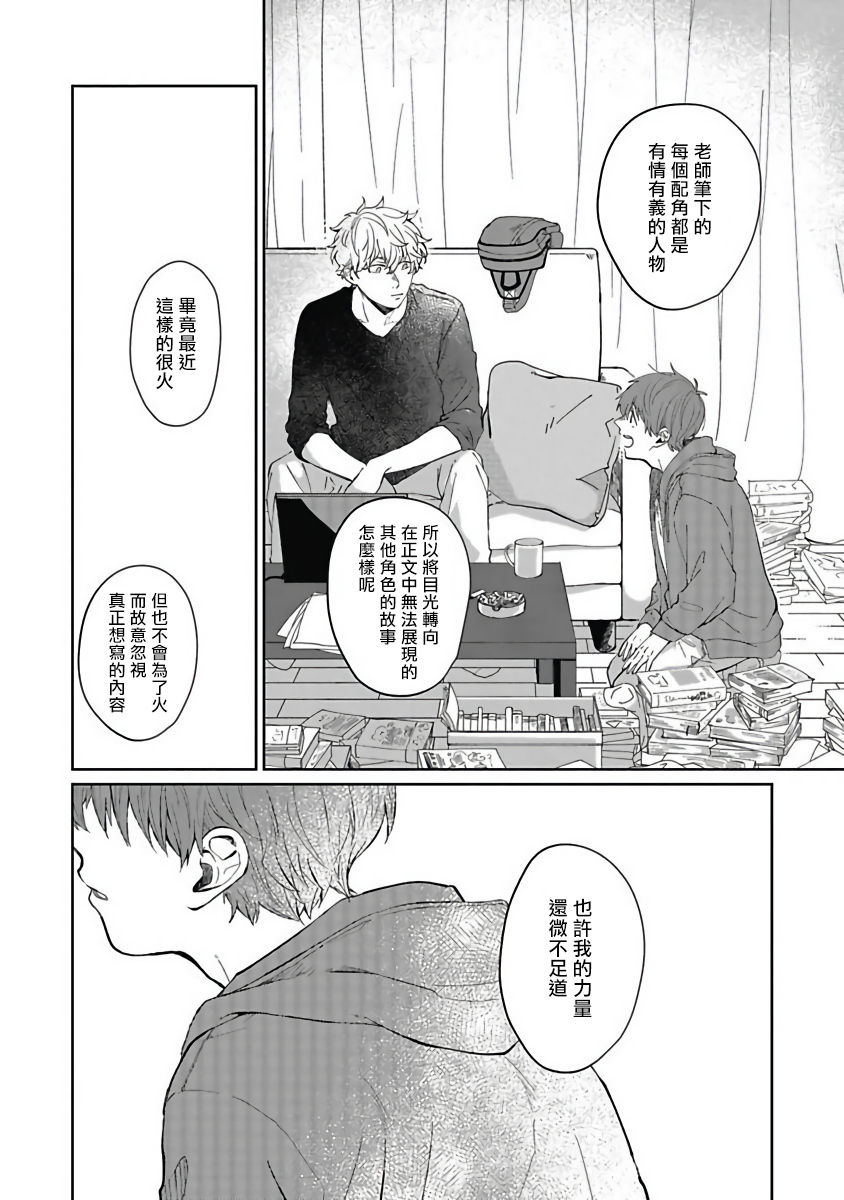 老師筆下的
每個配角都是
有情有義的人物
所以將目光轉向
在正文中無法展現的
其他角色的故事
怎麼樣呢
畢竟最近
這樣的很火
但也不會為了火
而故意忽視
真正想寫的內容
也許我的力量
還微不足道